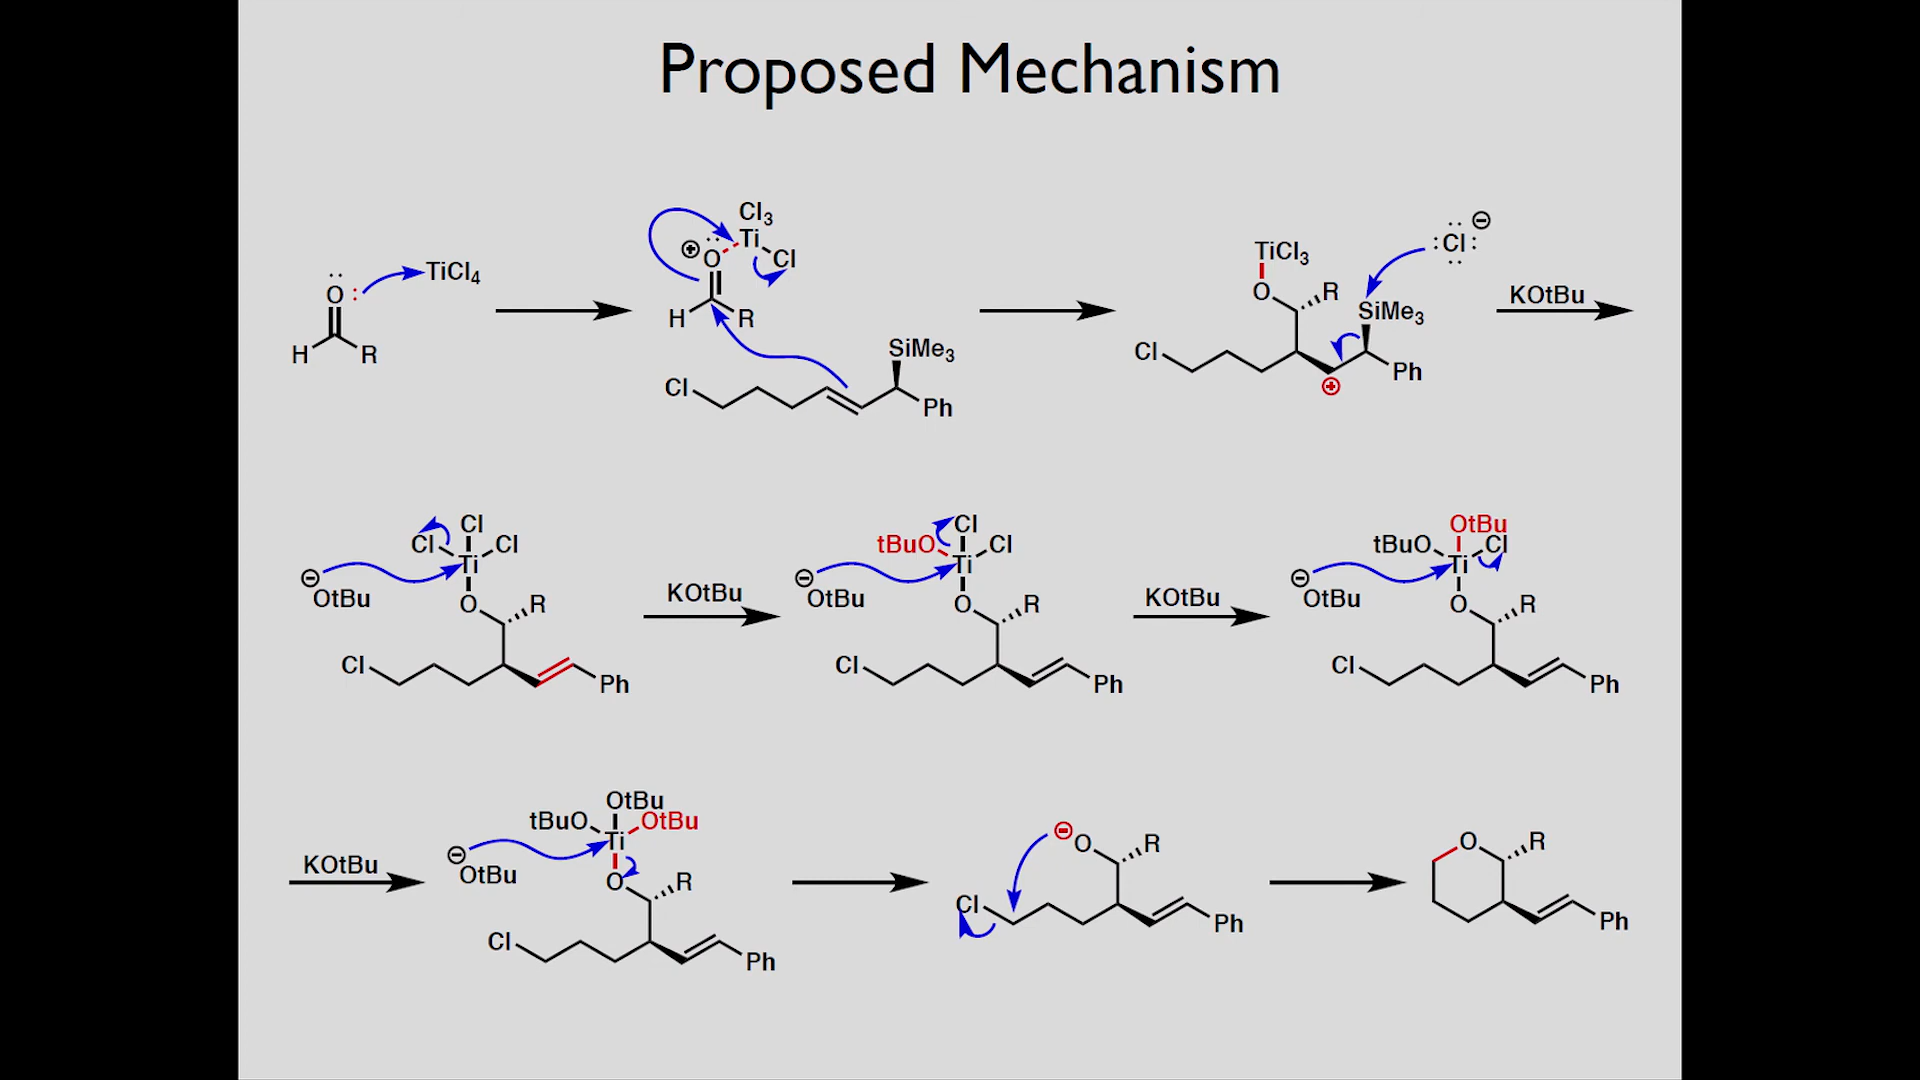 Proposed Mechanism
O
H
R
TiCl4
Cl3
Ti
Cl
O
H
R
SiMe3
Cl
Ph
TiCl3
O
R
Cl
SiMe3
Ph
Cl
KOtBu
Cl
Cl
Cl
Ti
OtBu
O
R
Cl
Ph
KOtBu
Cl
tBuO
Cl
Ti
OtBu
O
R
Cl
Ph
KOtBu
OtBu
tBuO
Cl
Ti
OtBu
O
R
Cl
Ph
KOtBu
OtBu
tBuO
OtBu
Ti
OtBu
O
R
Cl
Ph
O
R
Cl
Ph
O
R
Ph